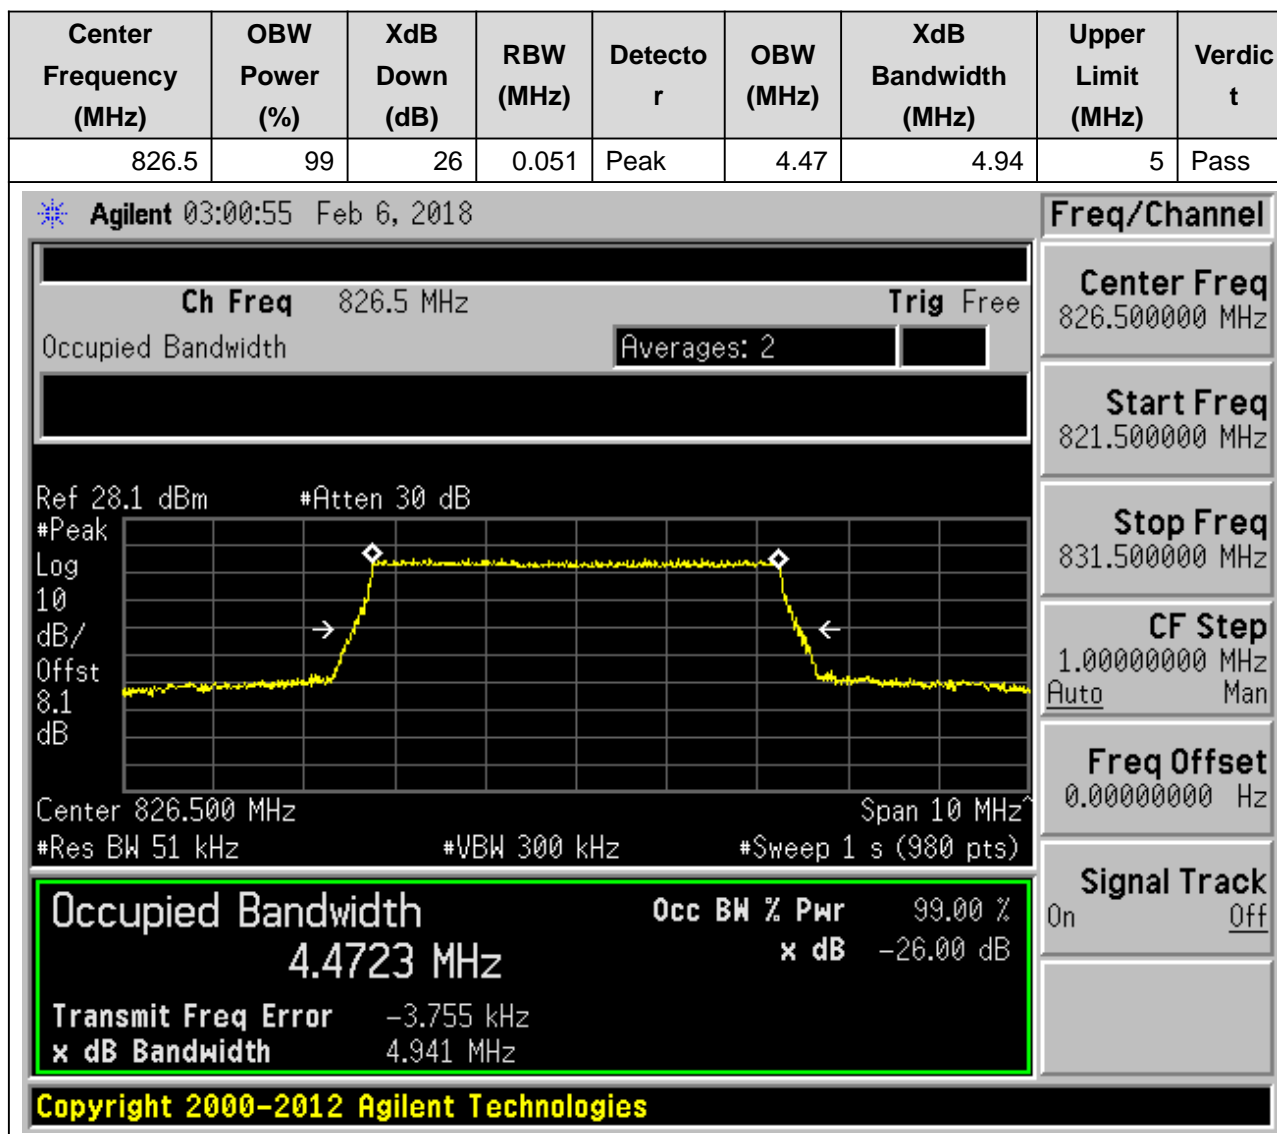 Center Frequency (MHz) OBW Power (%) XdB Down (dB) RBW (MHz) Detecto r OBW (MHz) XdB Bandwidth (MHz) Upper Limit (MHz) Verdic t
826.5 99 26 0.051 Peak 4.47 4.94 5 Pass
Agilent 03:00:55 Feb 6, 2018
Freq/Channel
Ch Freq 826.5 MHz Trig Free
Occupied Bandwidth Averages: 2
Ref 28.1 dBm #Atten 30 dB
#Peak
Log
10
dB/
Offst
8.1
dB
Center 826.500 MHz Span 10 MHz^
#Res BW 51 kHz #VBW 300 kHz #Sweep 1 s (980 pts)
Occupied Bandwidth Occ BW % Pwr 99.00 %
4.4723 MHz x dB -26.00 dB
Transmit Freq Error -3.755 kHz
x dB Bandwidth 4.941 MHz
Center Freq
826.500000 MHz
Start Freq
821.500000 MHz
Stop Freq
831.500000 MHz
CF Step
1.00000000 MHz
Auto Man
Freq Offset
0.00000000 Hz
Signal Track
On Off
Copyright 2000-2012 Agilent Technologies